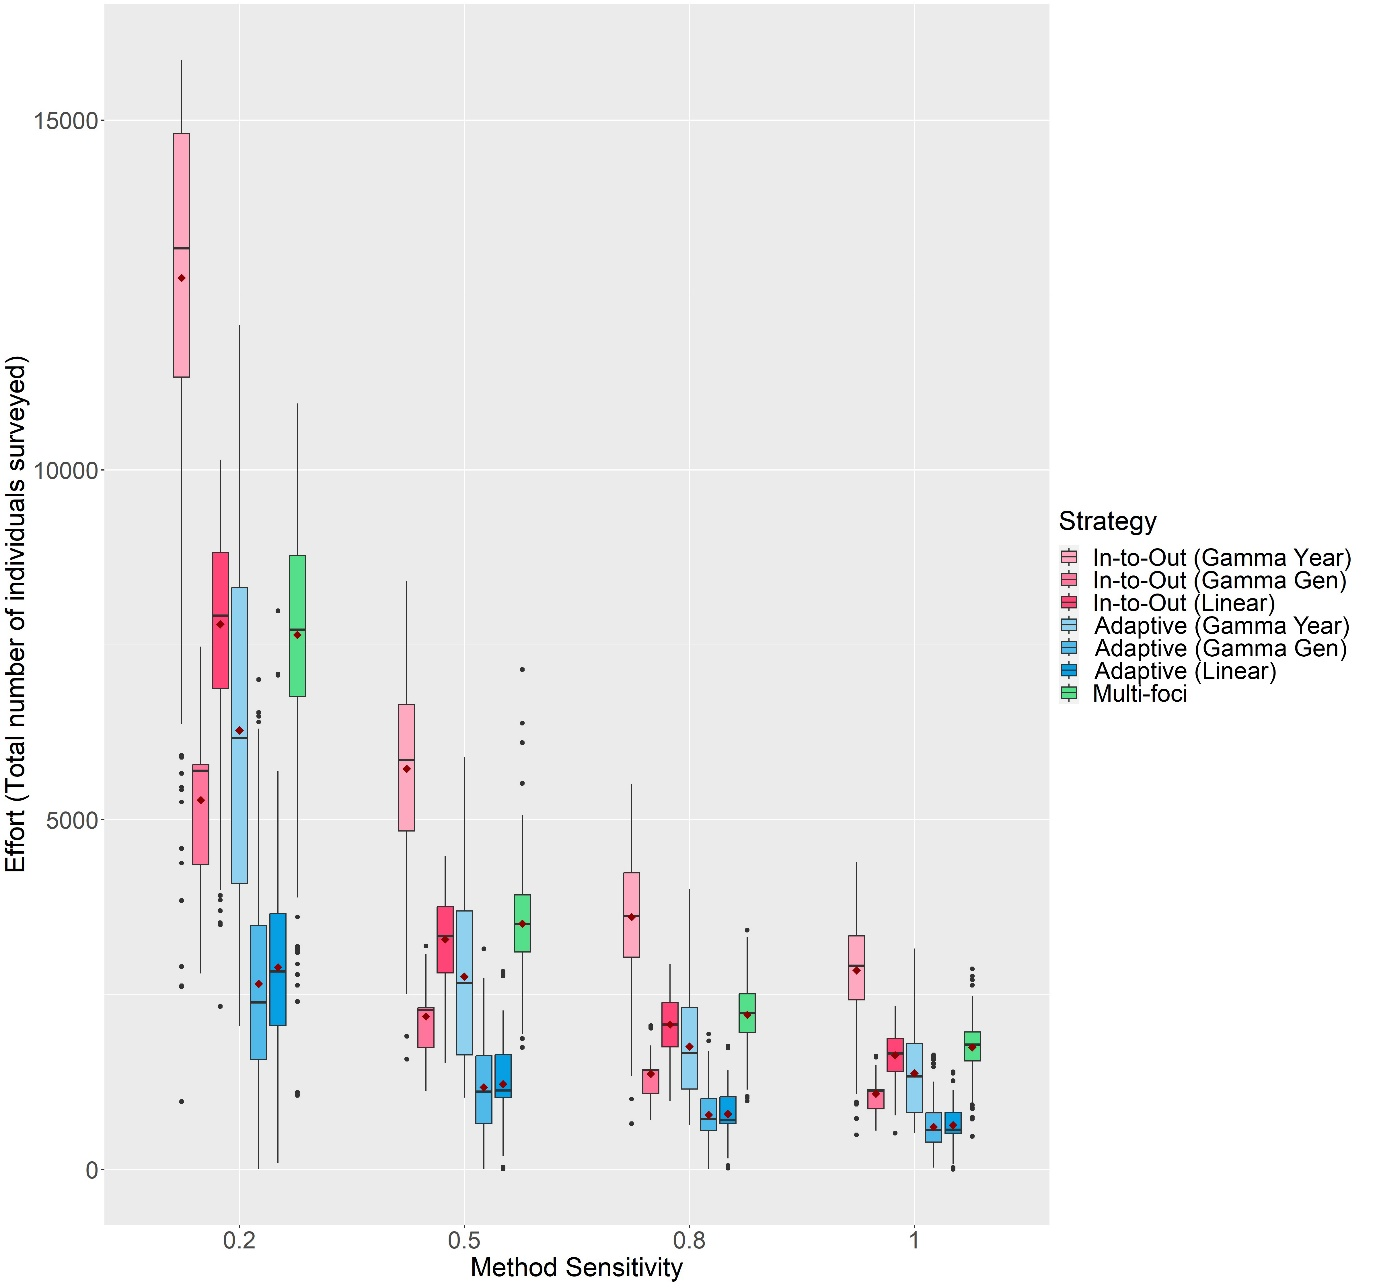 Effort (Total number of individuals surveyed)
15000
10000
5000
0
0.2 0.5 0.8 1
Method Sensitivity
Strategy
In-to-Out (Gamma Year)
In-to-Out (Gamma Gen)
In-to-Out (Linear)
Adaptive (Gamma Year)
Adaptive (Gamma Gen)
Adaptive (Linear)
Multi-foci